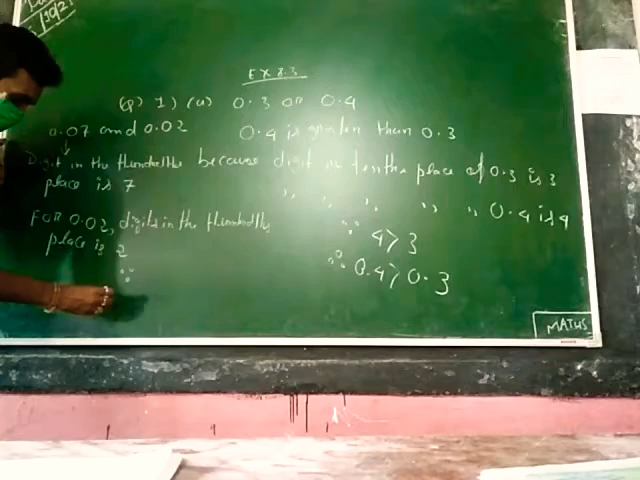 EX 8.3
(Q) 1) (a) 0.3 or 0.4
0.07 and 0.02
0.4 is greater than 0.3
Digit in the Hundredths
place is 7
because digit in tenths place of 0.3 is 3
" " " " " 0.4 is 4
FOR 0.02, digits in the Hundredths
place is 2
∵
∵ 4 > 3
∴ 0.4 > 0.3
MATHS